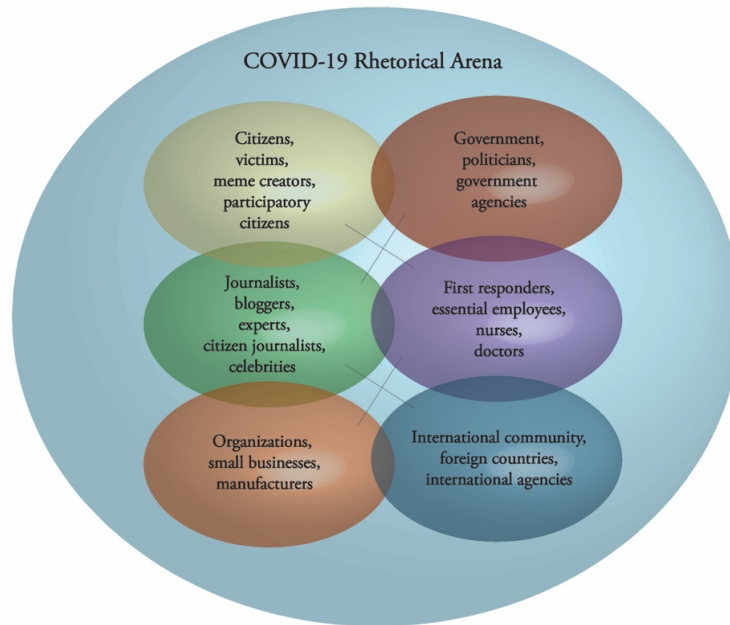 COVID-19 Rhetorical Arena
Citizens,
victims,
meme creators,
participatory
citizens
Government,
politicians,
government
agencies
Journalists,
bloggers,
experts,
citizen journalists,
celebrities
First responders,
essential employees,
nurses,
doctors
Organizations,
small businesses,
manufacturers
International community,
foreign countries,
international agencies